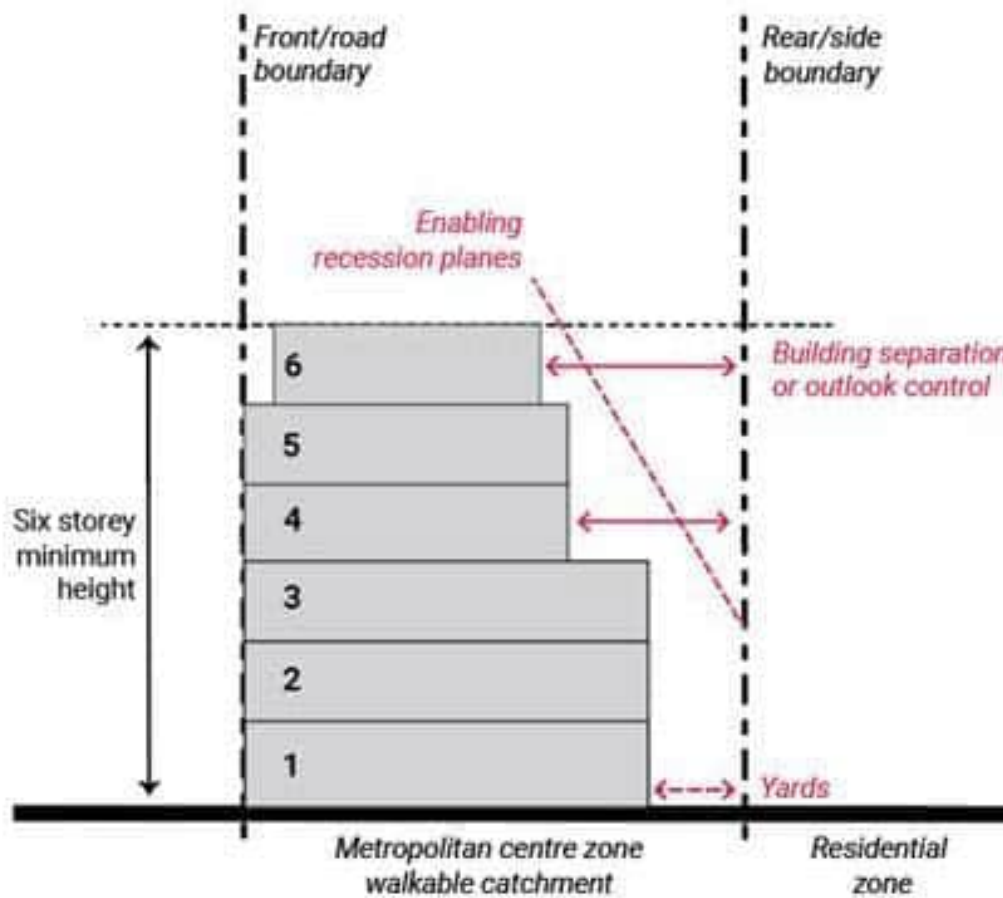 Front/road
boundary
Rear/side
boundary
Enabling
recession planes
6
Building separation
or outlook control
5
Six storey
minimum
height
4
3
2
1
Yards
Metropolitan centre zone
walkable catchment
Residential
zone